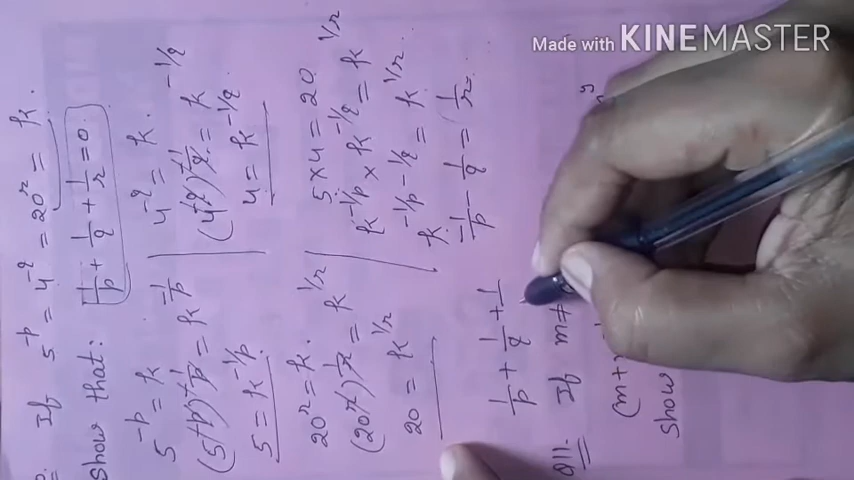 If 5^-p = 4^-q = 20^r = k.
show that: 1/p + 1/q + 1/r = 0.
5^-p = k
(5^-p)^-1/p = k^-1/p
5 = k^-1/p
4^-q = k.
(4^-q)^-1/q = k^-1/q
4 = k^-1/q.
20^r = k.
(20^r)^1/r = k^1/r
20 = k^1/r
5 × 4 = 20
k^-1/p × k^-1/q = k^1/r
k^-1/p - 1/q = k^1/r.
-1/p - 1/q = 1/r.
1/p + 1/q + 1
Q11. If m≠
(m+
show
Made with KINEMASTER